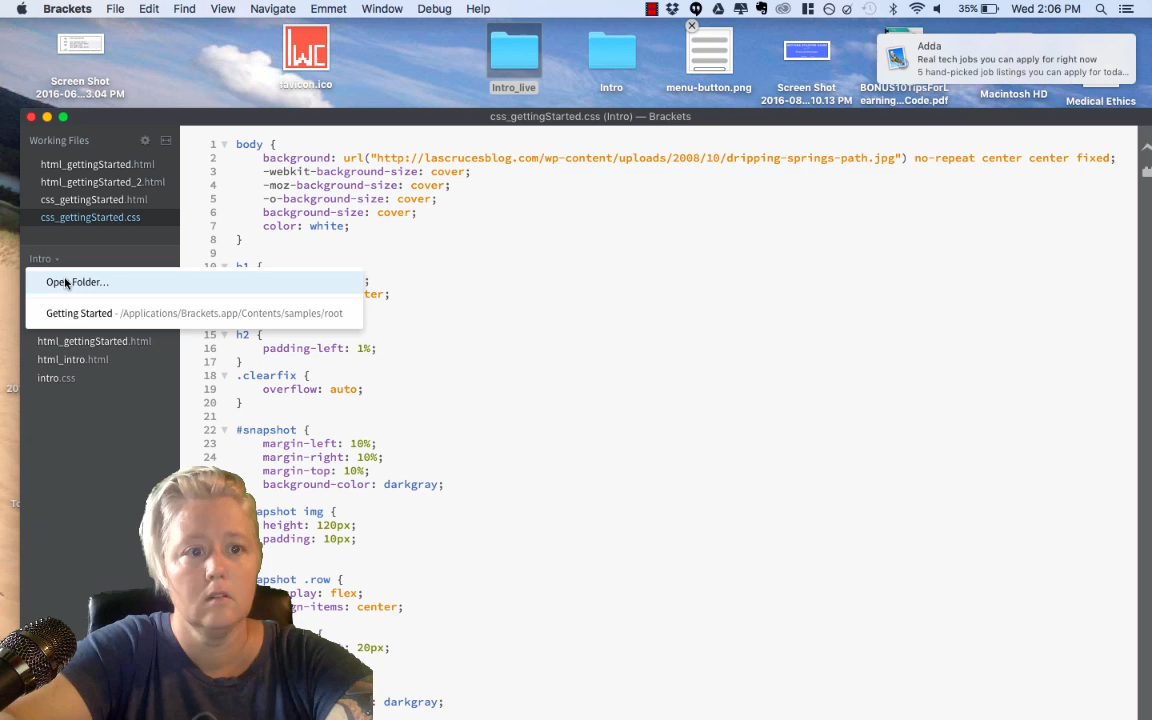 Brackets File Edit Find View Navigate Emmet Window Debug Help 35% Wed 2:06 PM
Screen Shot
2016-06...3.04 PM
favicon.ico
Intro_live
Intro
menu-button.png
Screen Shot
2016-08....10.13 PM
BONUS10TipsForL
earning...Code.pdf
Macintosh HD
Medical Ethics
Adda
Real tech jobs you can apply for right now
5 hand-picked job listings you can apply for toda...
css_gettingStarted.css (Intro) — Brackets
Working Files
html_gettingStarted.html
html_gettingStarted_2.html
css_gettingStarted.html
css_gettingStarted.css
Intro
Open Folder...
Getting Started - /Applications/Brackets.app/Contents/samples/root
html_gettingStarted.html
html_intro.html
intro.css
1 body {
2 background: url("http://lascrucesblog.com/wp-content/uploads/2008/10/dripping-springs-path.jpg") no-repeat center center fixed;
3 -webkit-background-size: cover;
4 -moz-background-size: cover;
5 -o-background-size: cover;
6 background-size: cover;
7 color: white;
8 }
9
10 h1 {
;
ter;
15 h2 {
16 padding-left: 1%;
17 }
18 .clearfix {
19 overflow: auto;
20 }
21
22 #snapshot {
23 margin-left: 10%;
24 margin-right: 10%;
margin-top: 10%;
background-color: darkgray;
apshot img {
height: 120px;
padding: 10px;
apshot .row {
play: flex;
gn-items: center;
{
: 20px;
: darkgray;